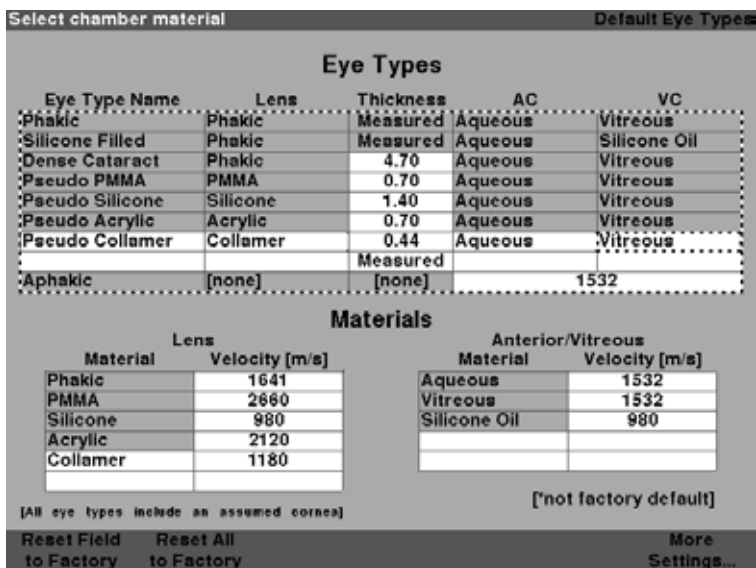 Select chamber material Default Eye Types
Eye Types
Eye Type Name Lens Thickness AC VC
Phakic Phakic Measured Aqueous Vitreous
Silicone Filled Phakic Measured Aqueous Silicone Oil
Dense Cataract Phakic 4.70 Aqueous Vitreous
Pseudo PMMA PMMA 0.70 Aqueous Vitreous
Pseudo Silicone Silicone 1.40 Aqueous Vitreous
Pseudo Acrylic Acrylic 0.70 Aqueous Vitreous
Pseudo Collamer Collamer 0.44 Aqueous Vitreous
Measured
Aphakic [none] [none] 1532
Materials
Lens Anterior/Vitreous
Material Velocity [m/s] Material Velocity [m/s]
Phakic 1641 Aqueous 1532
PMMA 2660 Vitreous 1532
Silicone 980 Silicone Oil 980
Acrylic 2120
Collamer 1180
[*not factory default]
[All eye types include an assumed cornea]
Reset Field Reset All More
to Factory to Factory Settings...